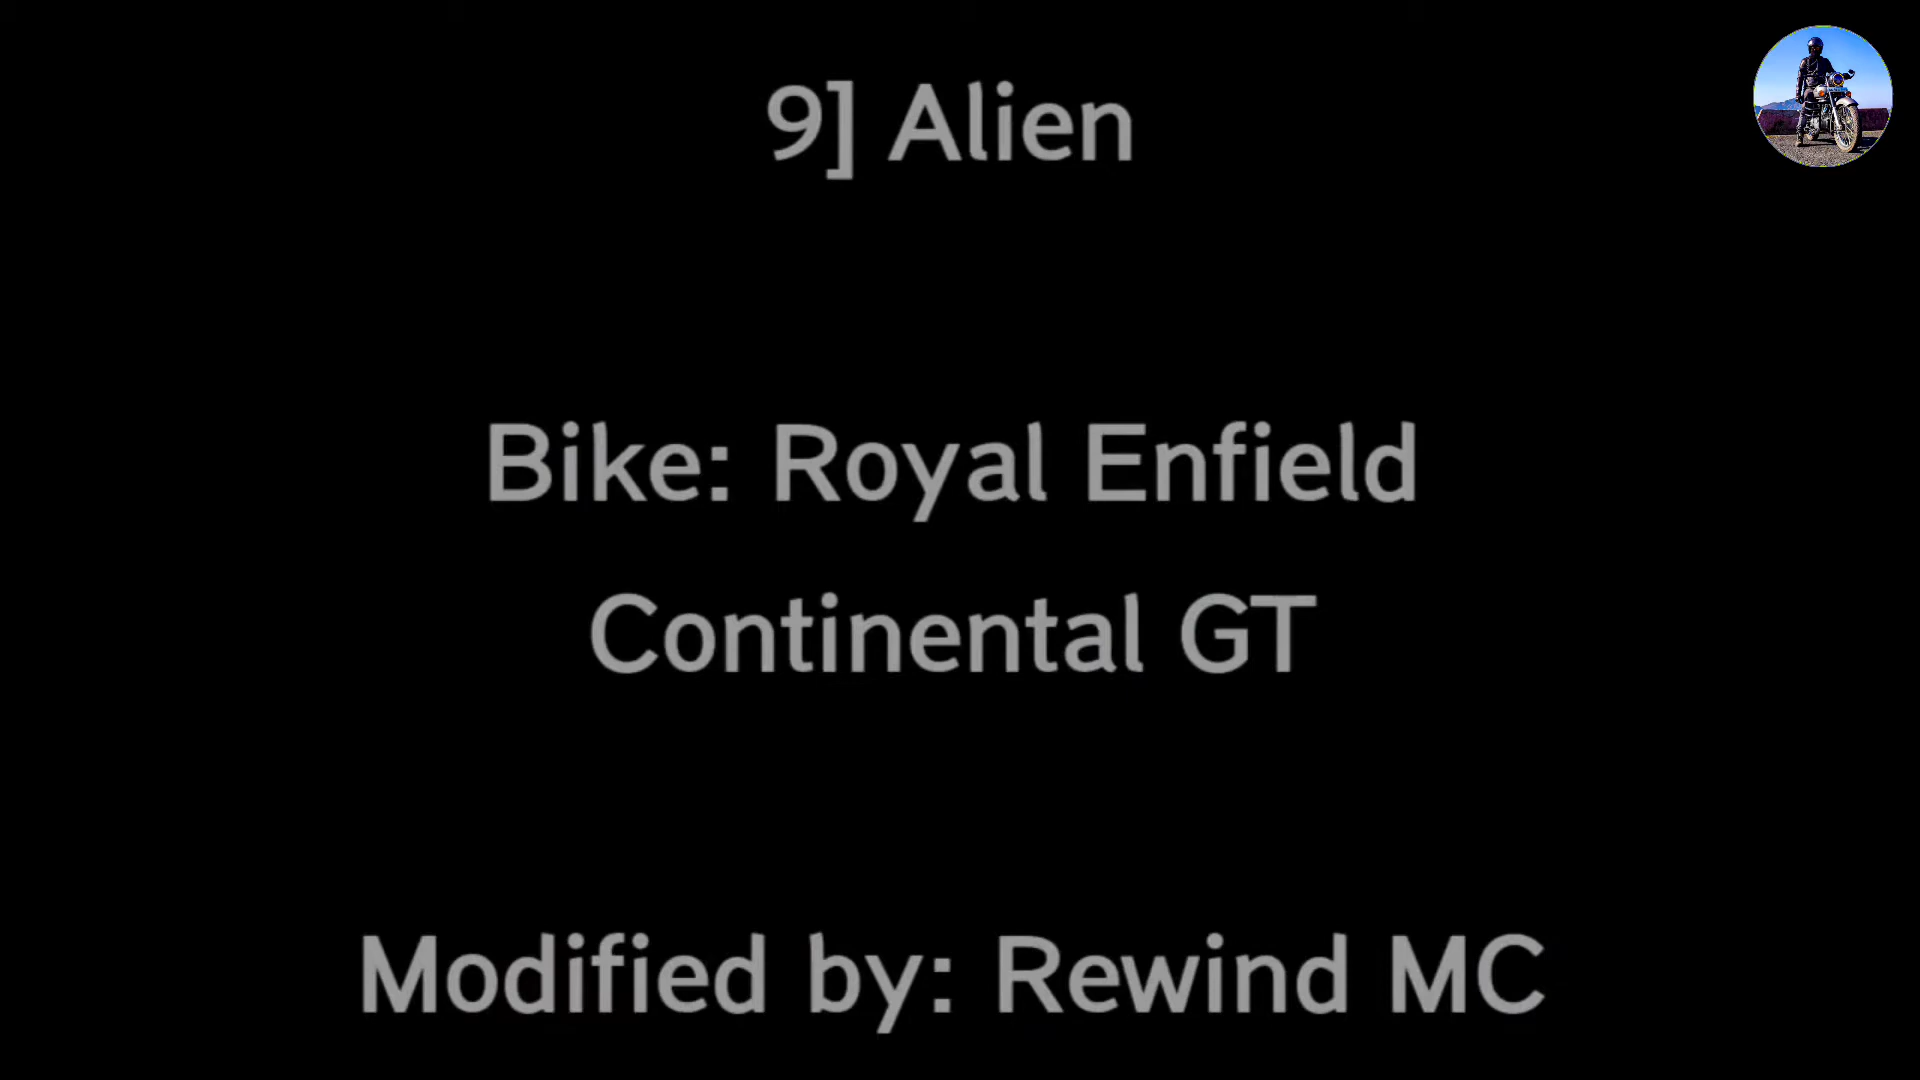 9] Alien
Bike: Royal Enfield
Continental GT
Modified by: Rewind MC